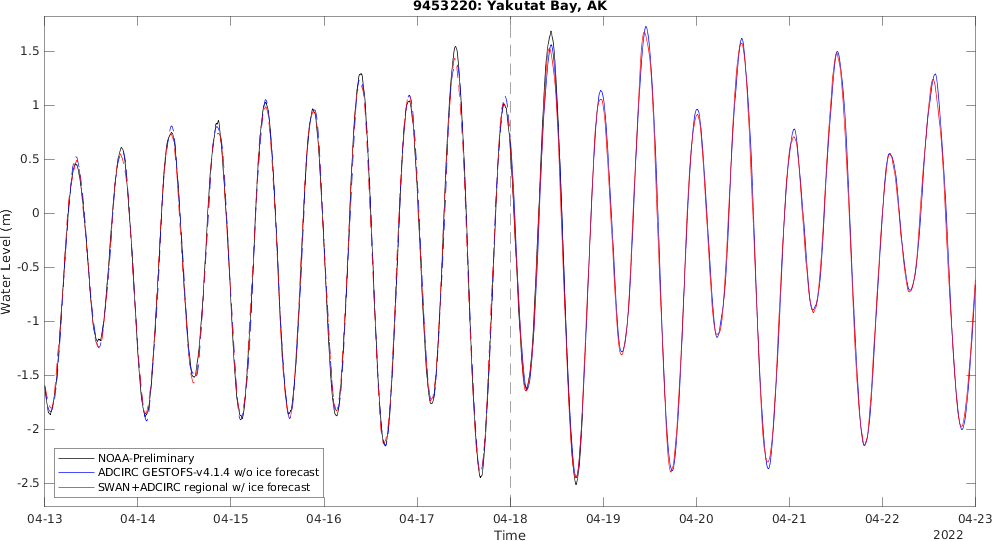 9453220: Yakutat Bay, AK
Water Level (m)
1.5
1
0.5
0
-0.5
-1
-1.5
-2
-2.5
NOAA-Preliminary
ADCIRC GESTOFS-v4.1.4 w/o ice forecast
SWAN+ADCIRC regional w/ ice forecast
04-13 04-14 04-15 04-16 04-17 04-18 04-19 04-20 04-21 04-22 04-23
Time
2022